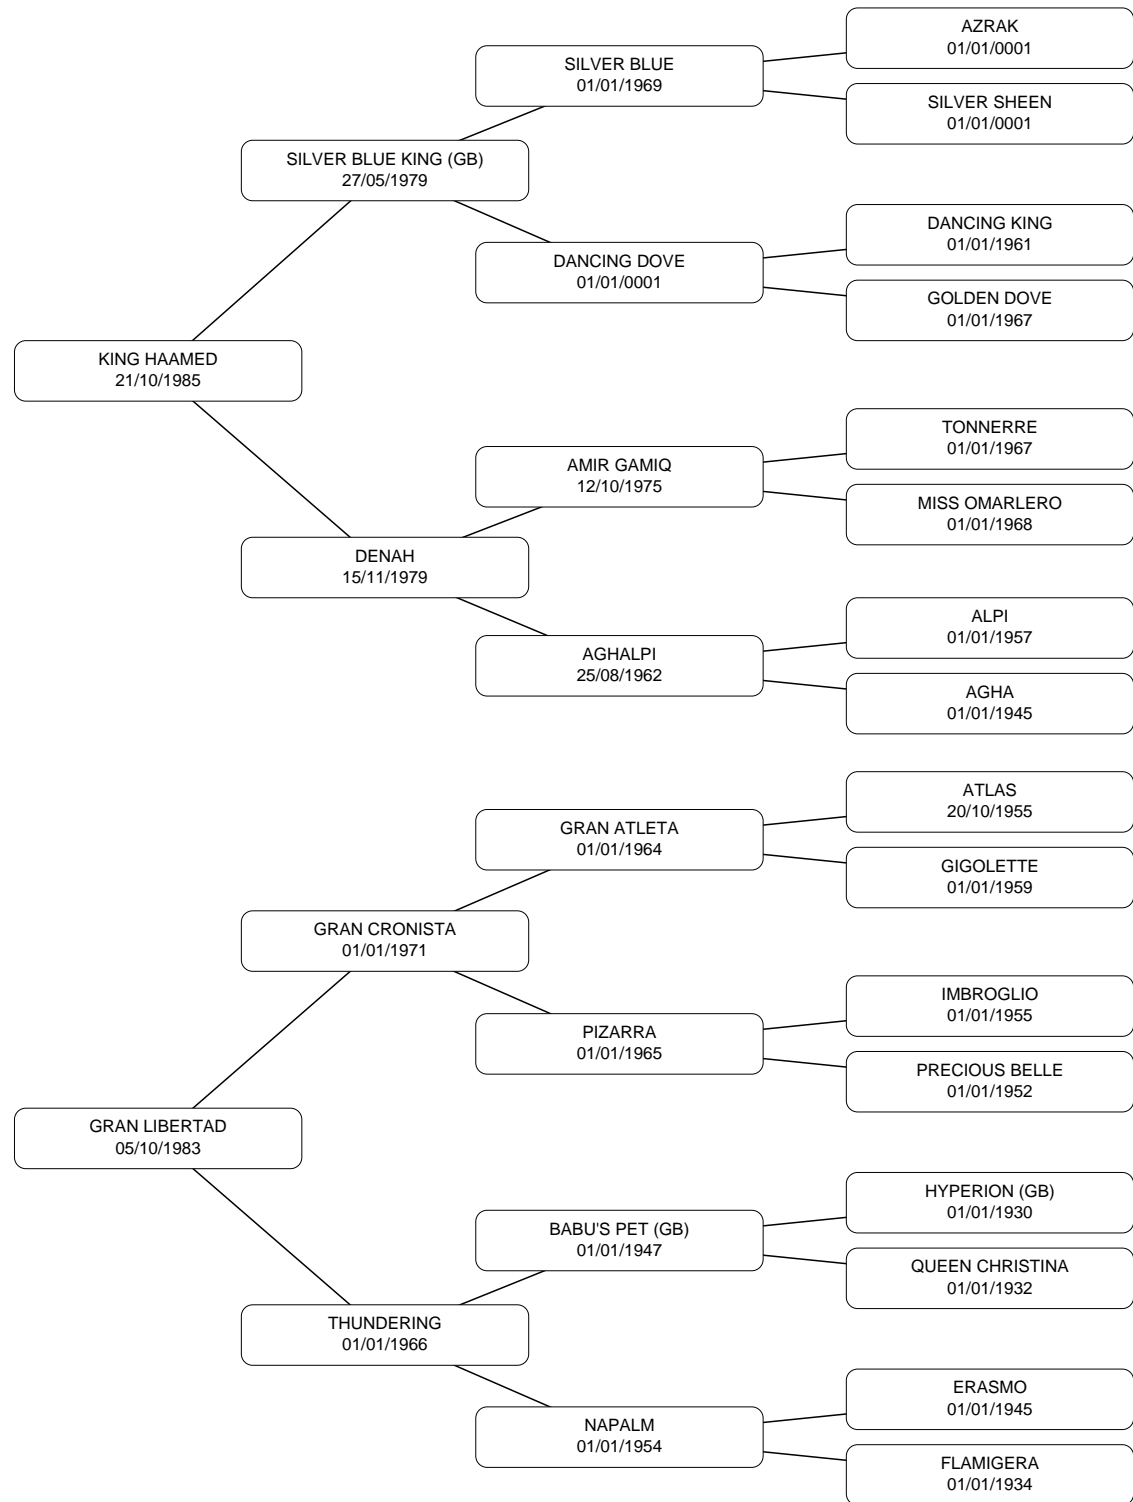 AZRAK
01/01/0001
SILVER BLUE
01/01/1969
SILVER SHEEN
01/01/0001
SILVER BLUE KING (GB)
27/05/1979
DANCING KING
01/01/1961
DANCING DOVE
01/01/0001
GOLDEN DOVE
01/01/1967
KING HAAMED
21/10/1985
TONNERRE
01/01/1967
AMIR GAMIQ
12/10/1975
MISS OMARLERO
01/01/1968
DENAH
15/11/1979
ALPI
01/01/1957
AGHALPI
25/08/1962
AGHA
01/01/1945
ATLAS
20/10/1955
GRAN ATLETA
01/01/1964
GIGOLETTE
01/01/1959
GRAN CRONISTA
01/01/1971
IMBROGLIO
01/01/1955
PIZARRA
01/01/1965
PRECIOUS BELLE
01/01/1952
GRAN LIBERTAD
05/10/1983
HYPERION (GB)
01/01/1930
BABU'S PET (GB)
01/01/1947
QUEEN CHRISTINA
01/01/1932
THUNDERING
01/01/1966
ERASMO
01/01/1945
NAPALM
01/01/1954
FLAMIGERA
01/01/1934